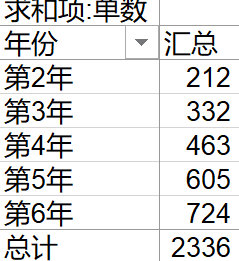 求和项:单数
年份 汇总
第2年 212
第3年 332
第4年 463
第5年 605
第6年 724
总计 2336